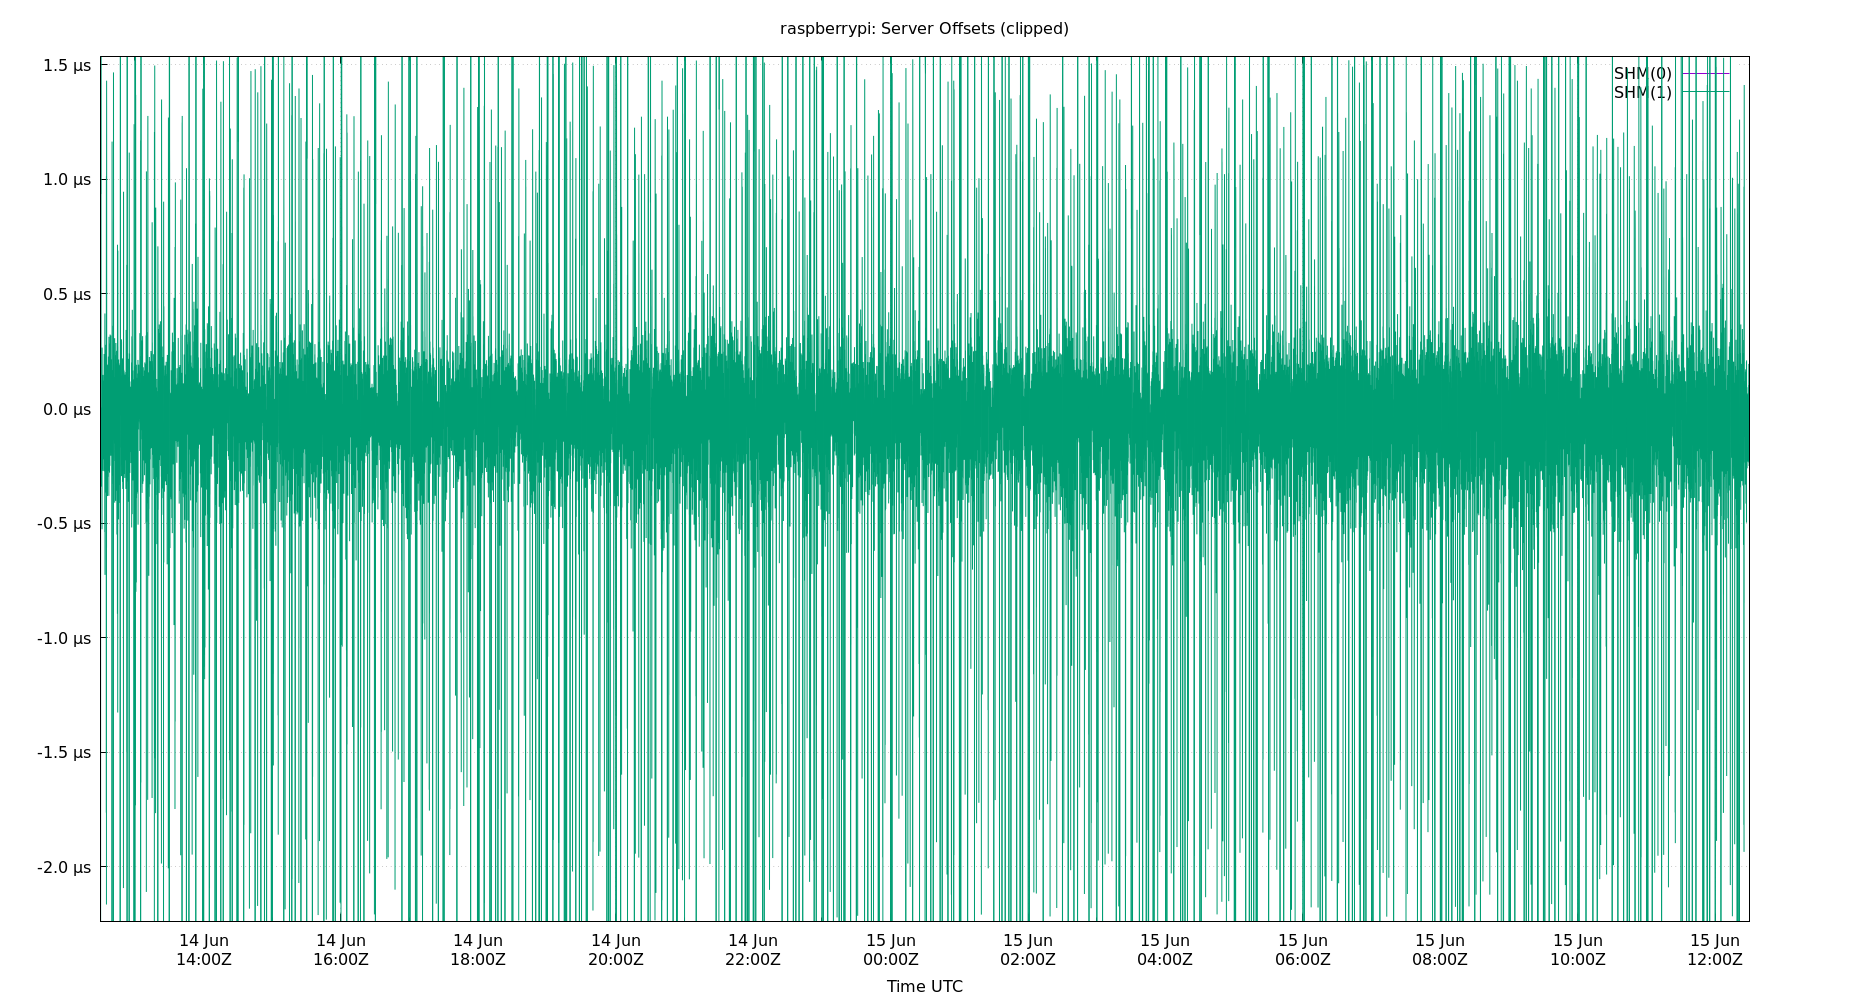 raspberrypi: Server Offsets (clipped)
1.5 µs
1.0 µs
0.5 µs
0.0 µs
-0.5 µs
-1.0 µs
-1.5 µs
-2.0 µs
SHM(0)
SHM(1)
14 Jun 14 Jun 14 Jun 14 Jun 14 Jun 15 Jun 15 Jun 15 Jun 15 Jun 15 Jun 15 Jun 15 Jun
14:00Z 16:00Z 18:00Z 20:00Z 22:00Z 00:00Z 02:00Z 04:00Z 06:00Z 08:00Z 10:00Z 12:00Z
Time UTC